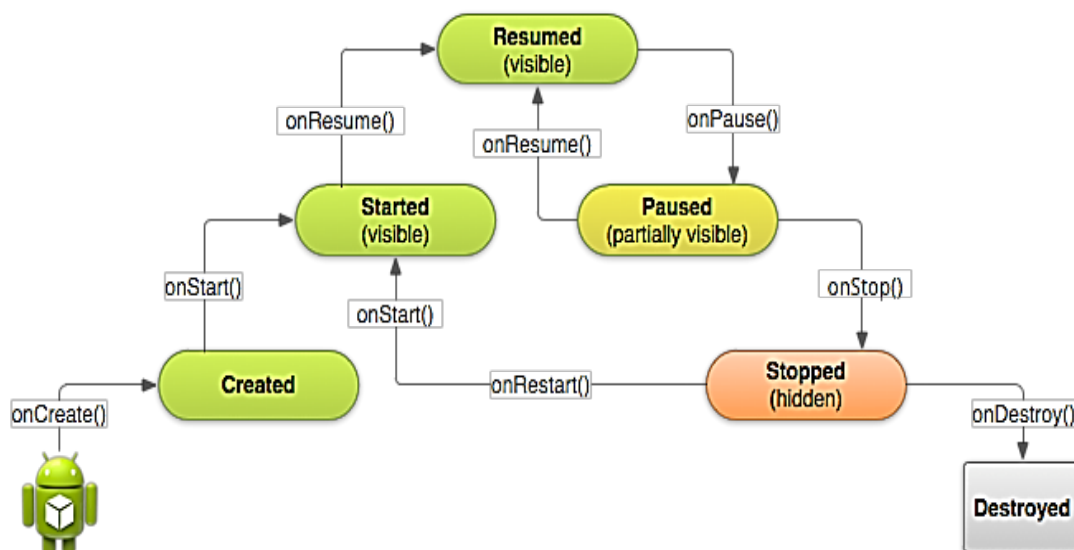 Resumed
(visible)
onResume()
onResume()
onPause()
Started
(visible)
Paused
(partially visible)
onStart()
onStart()
onStop()
Created
onRestart()
Stopped
(hidden)
onCreate()
onDestroy()
Destroyed